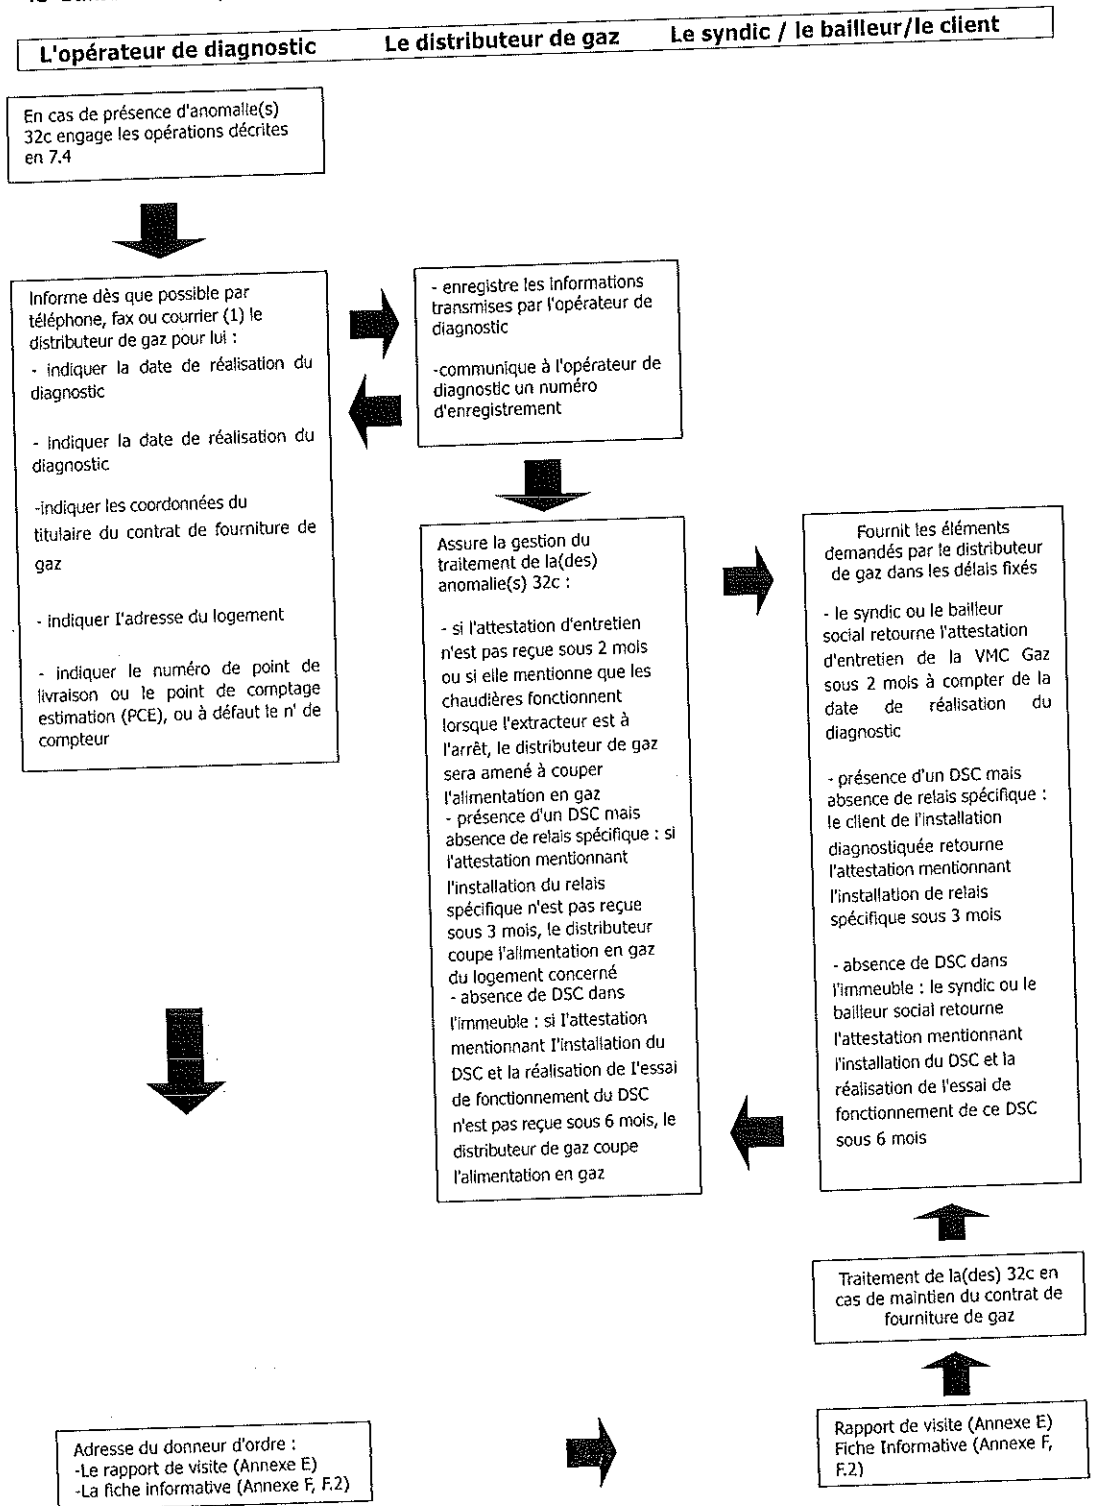 L'opérateur de diagnostic
Le distributeur de gaz
Le syndic / le bailleur/le client
En cas de présence d'anomalie(s)
32c engage les opérations décrites
en 7.4
Informe dès que possible par
téléphone, fax ou courrier (1) le
distributeur de gaz pour lui :
- indiquer la date de réalisation du
diagnostic
- indiquer la date de réalisation du
diagnostic
-indiquer les coordonnées du
titulaire du contrat de fourniture de
gaz
- indiquer l'adresse du logement
- indiquer le numéro de point de
livraison ou le point de comptage
estimation (PCE), ou à défaut le n' de
compteur
- enregistre les informations
transmises par l'opérateur de
diagnostic
-communique à l'opérateur de
diagnostic un numéro
d'enregistrement
Assure la gestion du
traitement de la(des)
anomalie(s) 32c :
- si l'attestation d'entretien
n'est pas reçue sous 2 mois
ou si elle mentionne que les
chaudières fonctionnent
lorsque l'extracteur est à
l'arrêt, le distributeur de gaz
sera amené à couper
l'alimentation en gaz
- présence d'un DSC mais
absence de relais spécifique : si
l'attestation mentionnant
l'installation du relais
spécifique n'est pas reçue
sous 3 mois, le distributeur
coupe l'alimentation en gaz
du logement concerné
- absence de DSC dans
l'immeuble : si l'attestation
mentionnant l'installation du
DSC et la réalisation de l'essai
de fonctionnement du DSC
n'est pas reçue sous 6 mois, le
distributeur de gaz coupe
l'alimentation en gaz
Fournit les éléments
demandés par le distributeur
de gaz dans les délais fixés
- le syndic ou le bailleur
social retourne l'attestation
d'entretien de la VMC Gaz
sous 2 mois à compter de la
date de réalisation du
diagnostic
- présence d'un DSC mais
absence de relais spécifique :
le client de l'installation
diagnostiquée retourne
l'attestation mentionnant
l'installation de relais
spécifique sous 3 mois
- absence de DSC dans
l'immeuble : le syndic ou le
bailleur social retourne
l'attestation mentionnant
l'installation du DSC et la
réalisation de l'essai de
fonctionnement de ce DSC
sous 6 mois
Traitement de la(des) 32c en
cas de maintien du contrat de
fourniture de gaz
Adresse du donneur d'ordre :
-Le rapport de visite (Annexe E)
-La fiche informative (Annexe F, F.2)
Rapport de visite (Annexe E)
Fiche Informative (Annexe F,
F.2)